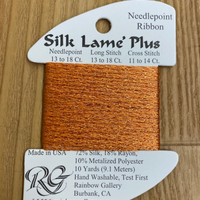 Needlepoint
Ribbon
Silk Lamé Plus
Needlepoint Long Stitch Cross Stitch
13 to 18 Ct. 13 to 18 Ct. 11 to 14 Ct.
Made in USA
72% Silk, 18% Rayon,
10% Metalized Polyester
10 Yards (9.1 Meters)
Hand Washable, Test First
Rainbow Gallery
Burbank, CA
RG